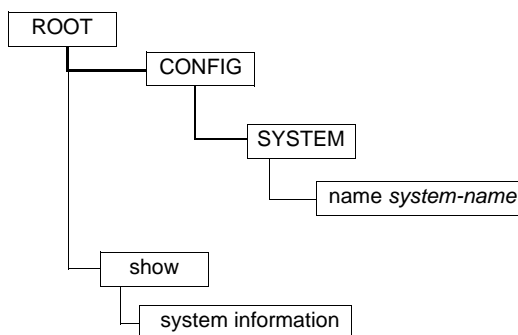 ROOT
CONFIG
SYSTEM
name system-name
show
system information